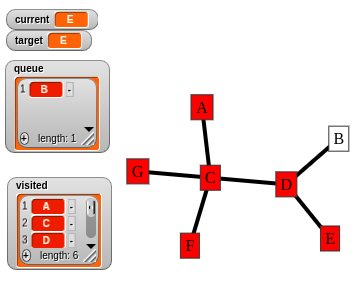 current E
target E
queue
1 B -
+ length: 1
visited
1 A -
2 C -
3 D -
+ length: 6
A
B
G
C
D
F
E